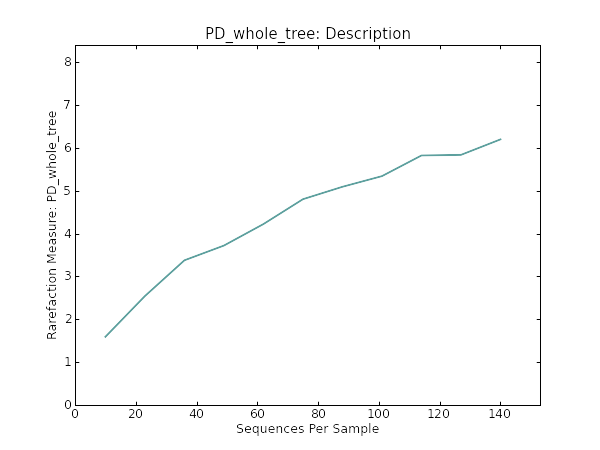 PD_whole_tree: Description
Rarefaction Measure: PD_whole_tree
8
7
6
5
4
3
2
1
0
0 20 40 60 80 100 120 140
Sequences Per Sample